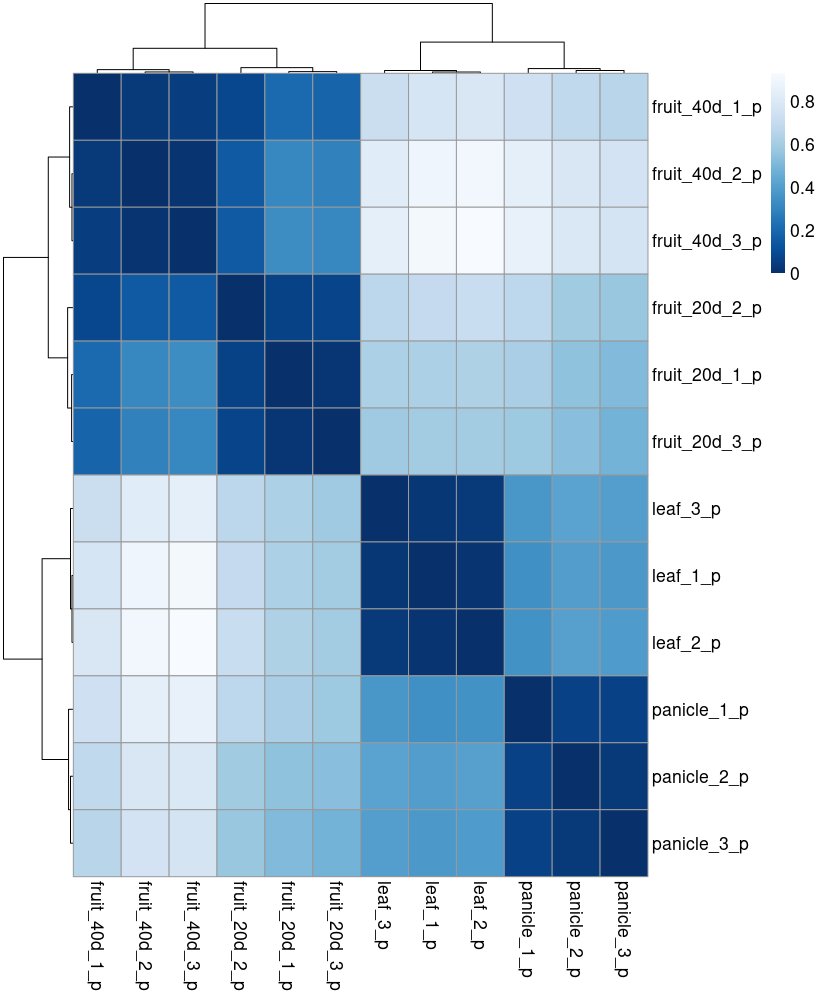 0.8
0.6
0.4
0.2
0
fruit_40d_1_p
fruit_40d_2_p
fruit_40d_3_p
fruit_20d_2_p
fruit_20d_1_p
fruit_20d_3_p
leaf_3_p
leaf_1_p
leaf_2_p
panicle_1_p
panicle_2_p
panicle_3_p
fruit_40d_1_p
fruit_40d_2_p
fruit_40d_3_p
fruit_20d_2_p
fruit_20d_1_p
fruit_20d_3_p
leaf_3_p
leaf_1_p
leaf_2_p
panicle_1_p
panicle_2_p
panicle_3_p